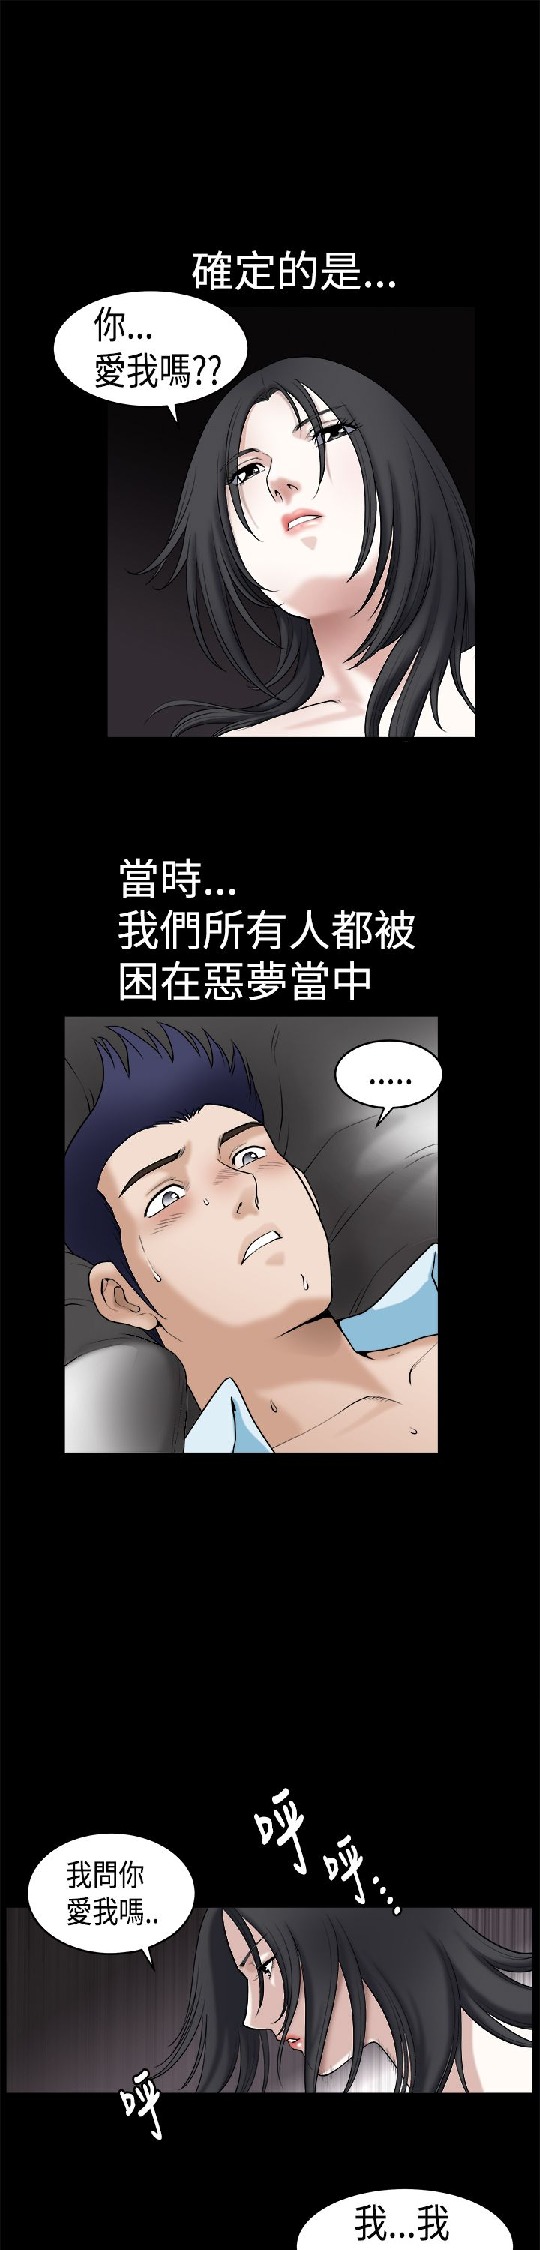 確定的是...
你...
愛我嗎??
當時...
我們所有人都被
困在惡夢當中
.....
呼
呼...
我問你
愛我嗎..
呼
我...我